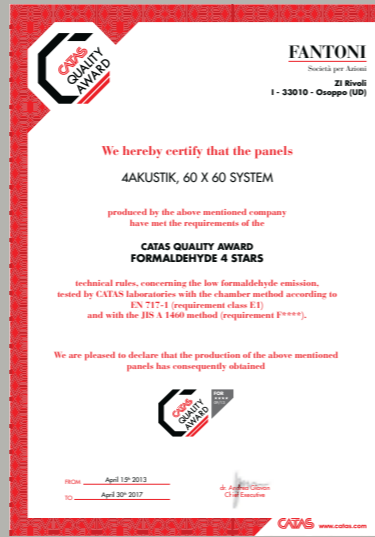 CATAS
QUALITY
AWARD
FANTONI
Società per Azioni
ZI Rivoli
I - 33010 - Osoppo (UD)
We hereby certify that the panels
4AKUSTIK, 60 X 60 SYSTEM
produced by the above mentioned company
have met the requirements of the
CATAS QUALITY AWARD
FORMALDEHYDE 4 STARS
technical rules, concerning the low formaldehyde emission,
tested by CATAS laboratories with the chamber method according to
EN 717-1 (requirement class E1)
and with the JIS A 1460 method (requirement F****).
We are pleased to declare that the production of the above mentioned
panels has consequently obtained
CATAS
QUALITY
AWARD
FOR
****
FROM April 15th 2013
TO April 30th 2017
dr. Andrea Giavon
Chief Executive
CATAS www.catas.com